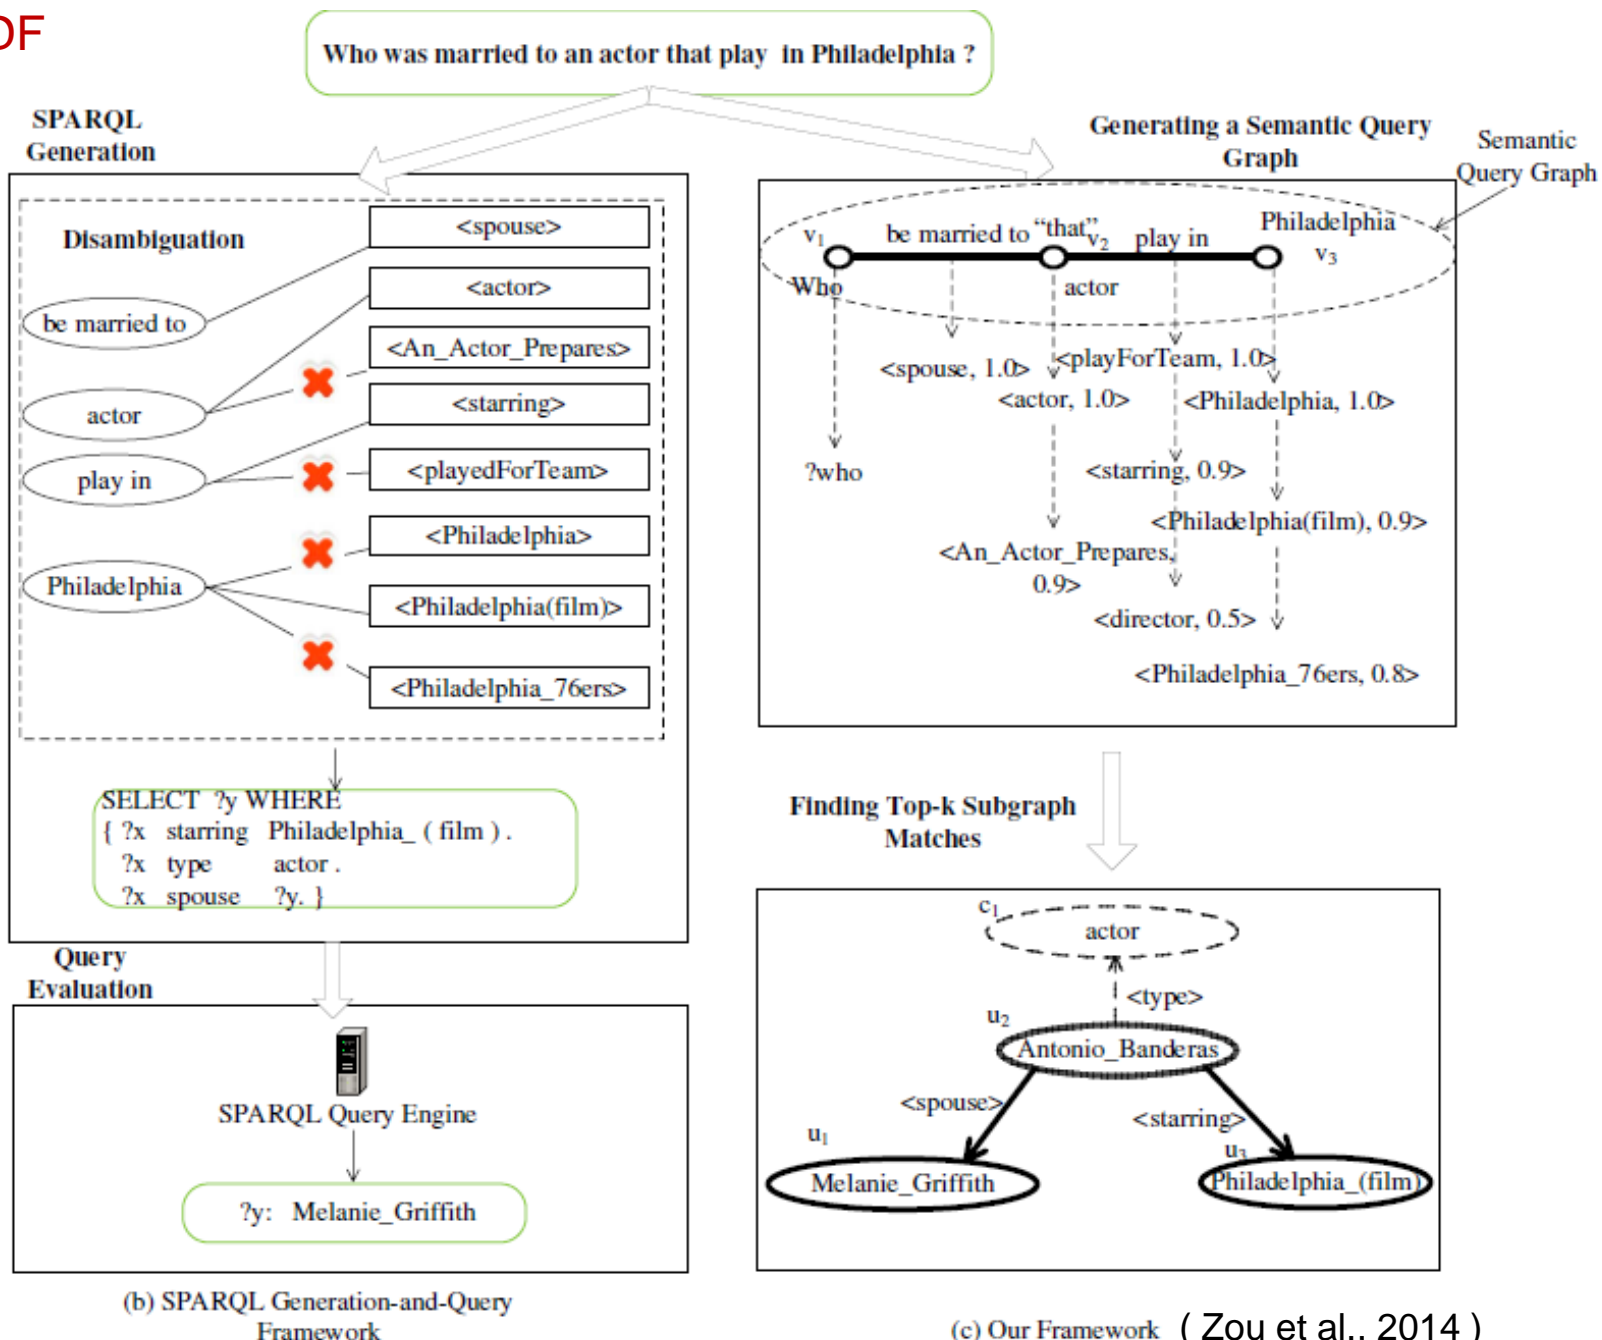 DF
Who was married to an actor that play in Philadelphia ?
SPARQL
Generation
Disambiguation
be married to
actor
play in
Philadelphia
<spouse>
<actor>
<An_Actor_Prepares>
<starring>
<playedForTeam>
<Philadelphia>
<Philadelphia(film)>
<Philadelphia_76ers>
SELECT ?y WHERE
{ ?x starring Philadelphia_ ( film ) .
?x type actor .
?x spouse ?y. }
Query
Evaluation
SPARQL Query Engine
?y: Melanie_Griffith
(b) SPARQL Generation-and-Query
Framework
Generating a Semantic Query
Graph
Semantic
Query Graph
v1 be married to "that" v2 play in Philadelphia
v3
Who actor
<spouse, 1.0> <playForTeam, 1.0>
<actor, 1.0> <Philadelphia, 1.0>
?who <starring, 0.9>
<Philadelphia(film), 0.9>
<An_Actor_Prepares,
0.9>
<director, 0.5>
<Philadelphia_76ers, 0.8>
Finding Top-k Subgraph
Matches
c1
actor
<type>
u2
Antonio_Banderas
<spouse> <starring>
u1 u3
Melanie_Griffith Philadelphia_(film)
(c) Our Framework ( Zou et al., 2014 )